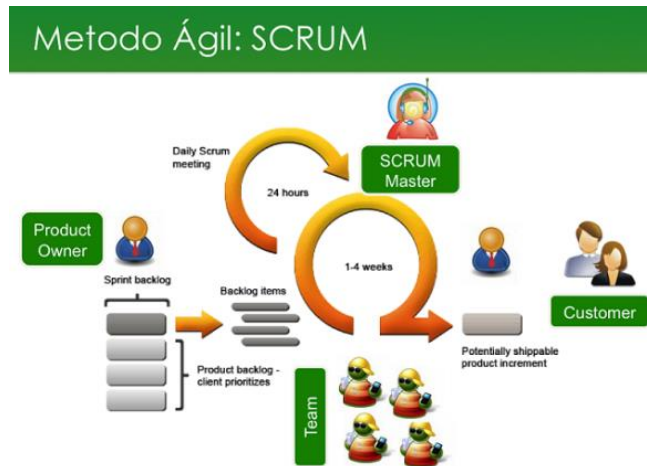 Metodo Ágil: SCRUM
Daily Scrum
meeting
24 hours
SCRUM
Master
Product
Owner
Sprint backlog
Backlog items
1-4 weeks
Customer
Product backlog -
client prioritizes
Potentially shippable
product increment
Team